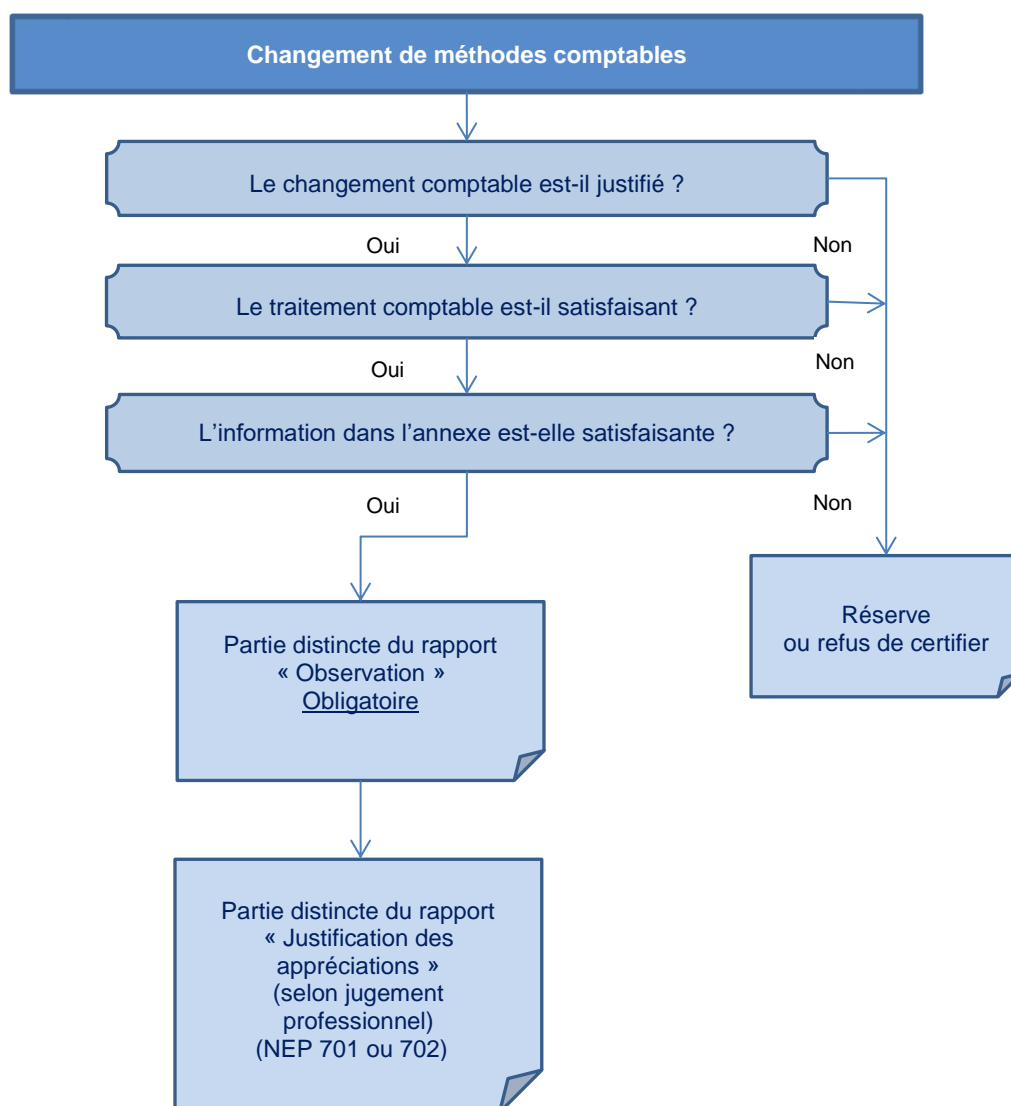 Changement de méthodes comptables
Le changement comptable est-il justifié ?
Oui
Non
Le traitement comptable est-il satisfaisant ?
Oui
Non
L’information dans l’annexe est-elle satisfaisante ?
Oui
Non
Réserve
ou refus de certifier
Partie distincte du rapport
« Observation »
Obligatoire
Partie distincte du rapport
« Justification des
appréciations »
(selon jugement
professionnel)
(NEP 701 ou 702)